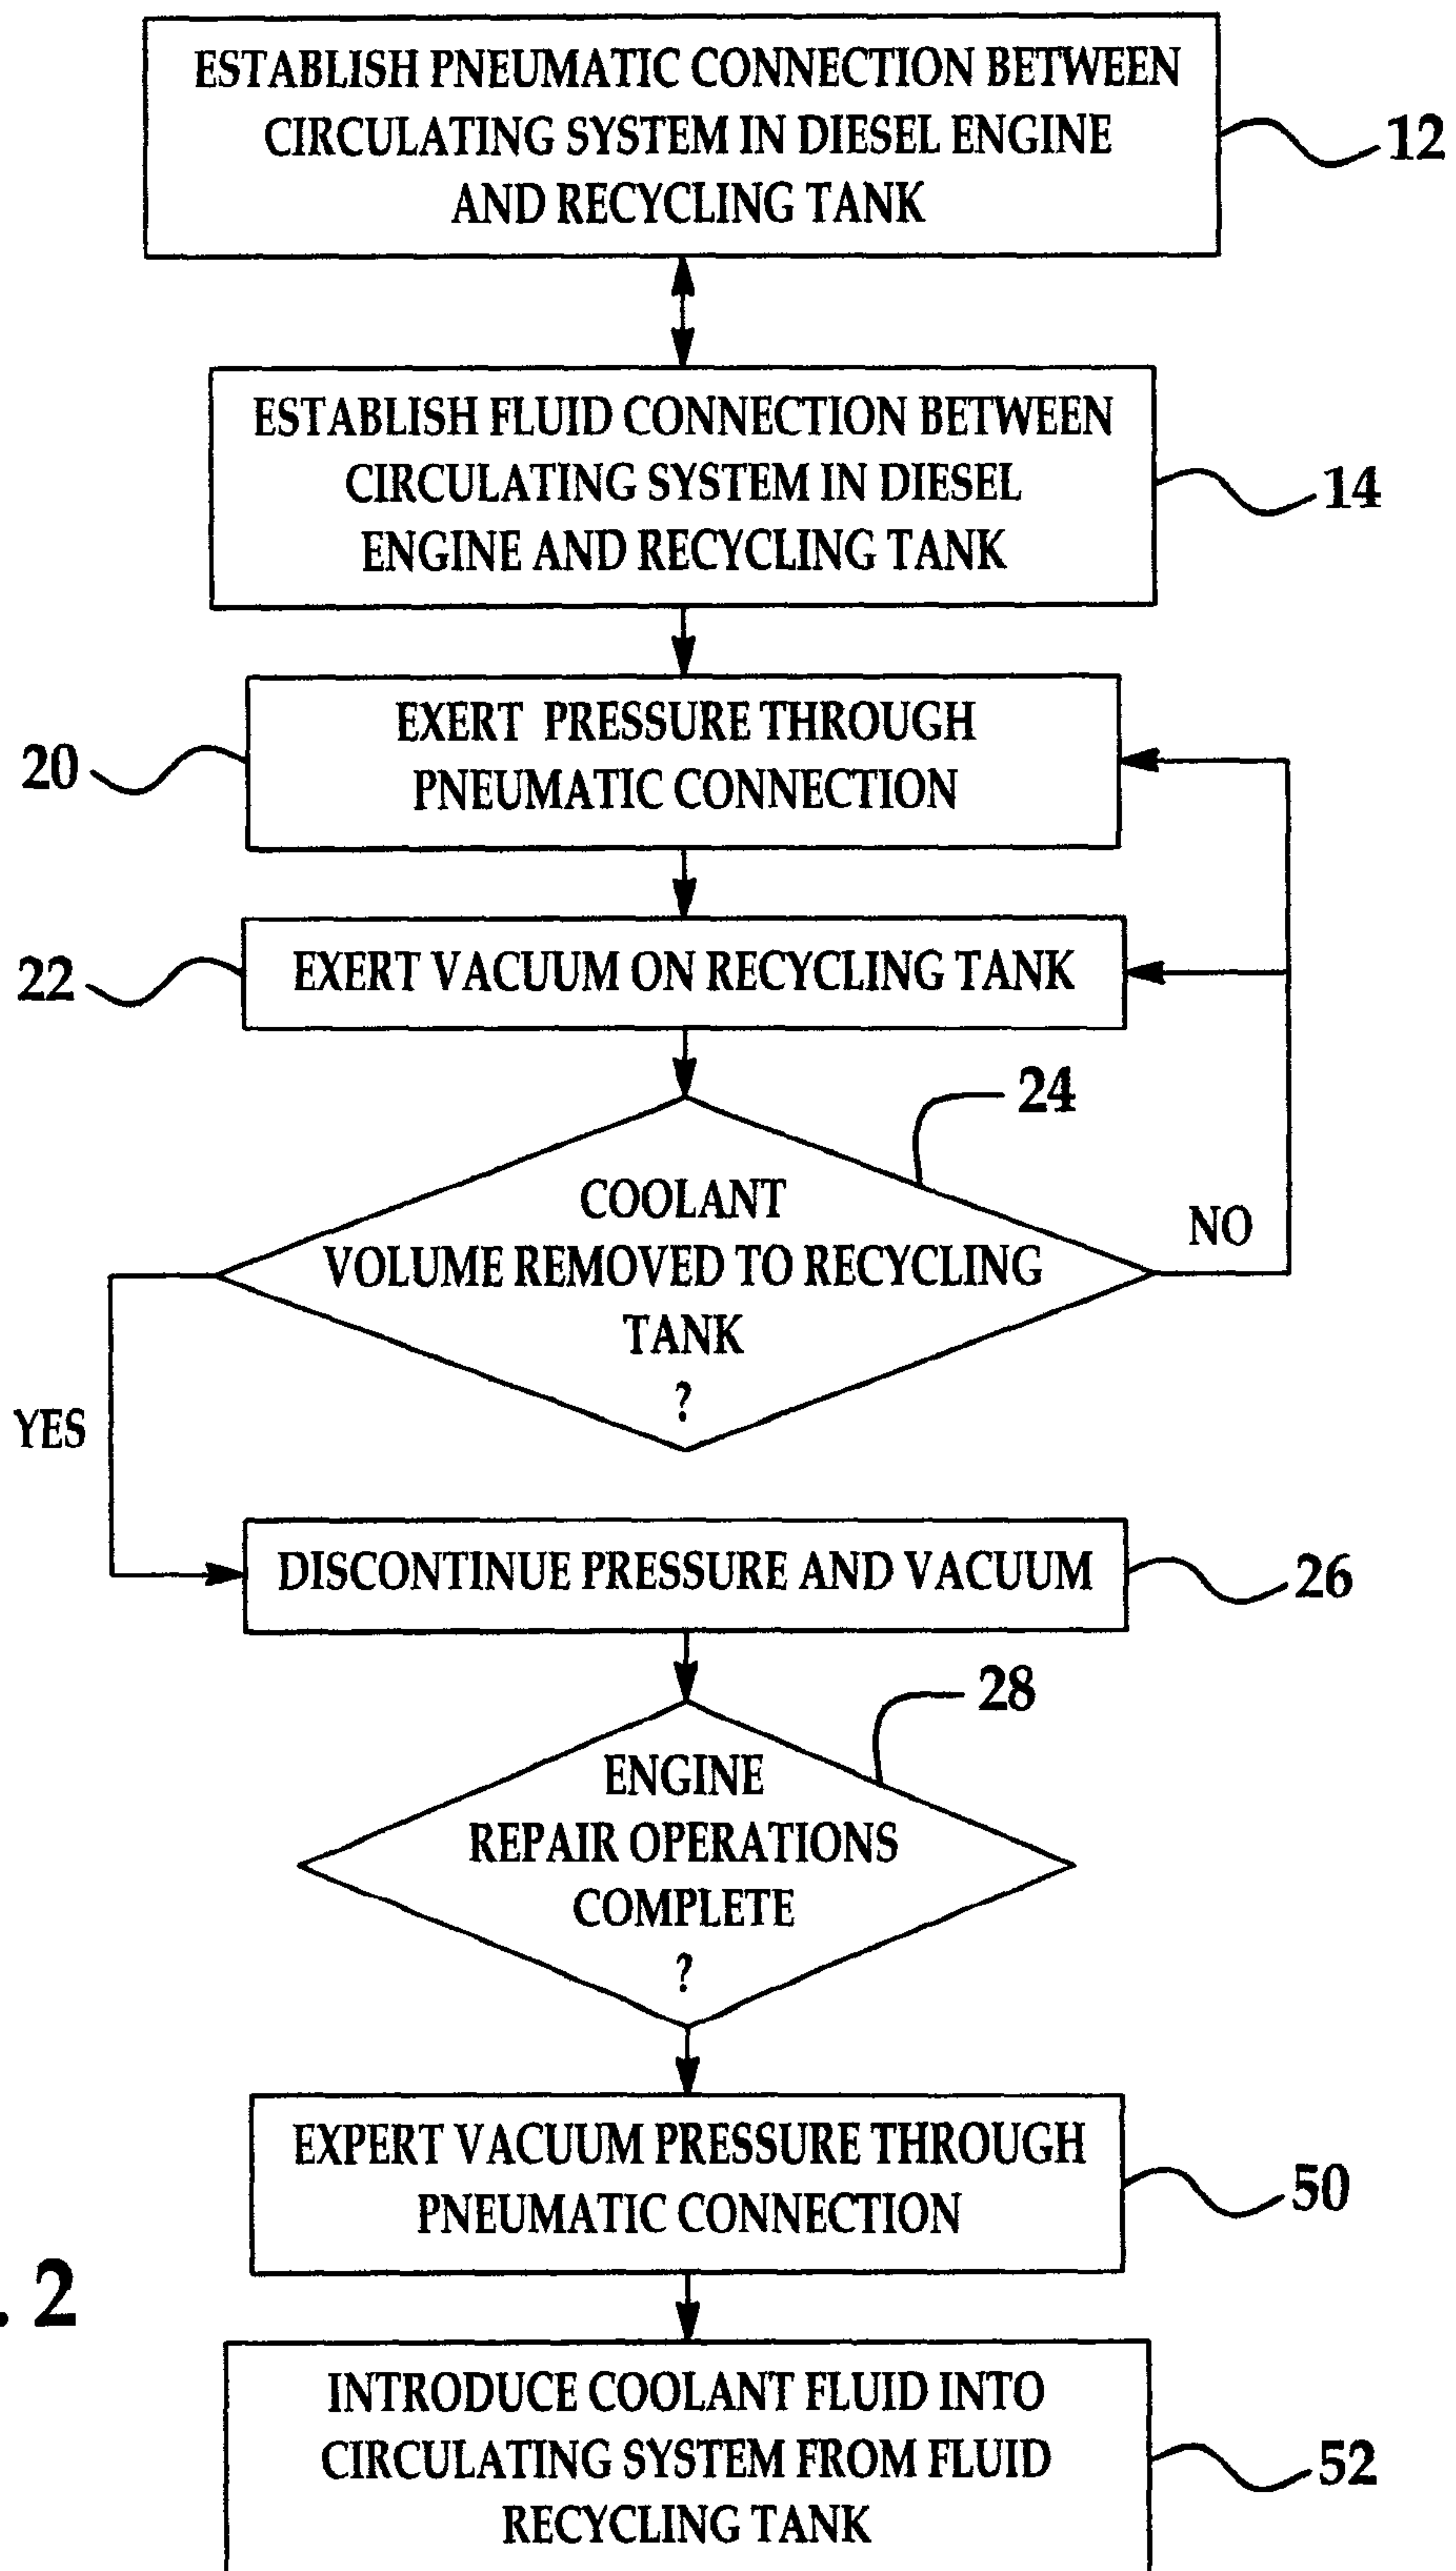 ESTABLISH PNEUMATIC CONNECTION BETWEEN
CIRCULATING SYSTEM IN DIESEL ENGINE
AND RECYCLING TANK
12
ESTABLISH FLUID CONNECTION BETWEEN
CIRCULATING SYSTEM IN DIESEL
ENGINE AND RECYCLING TANK
14
EXERT PRESSURE THROUGH
PNEUMATIC CONNECTION
20
EXERT VACUUM ON RECYCLING TANK
22
24
COOLANT
VOLUME REMOVED TO RECYCLING
TANK
?
NO
YES
DISCONTINUE PRESSURE AND VACUUM
26
28
ENGINE
REPAIR OPERATIONS
COMPLETE
?
EXPERT VACUUM PRESSURE THROUGH
PNEUMATIC CONNECTION
50
. 2
INTRODUCE COOLANT FLUID INTO
CIRCULATING SYSTEM FROM FLUID
RECYCLING TANK
52